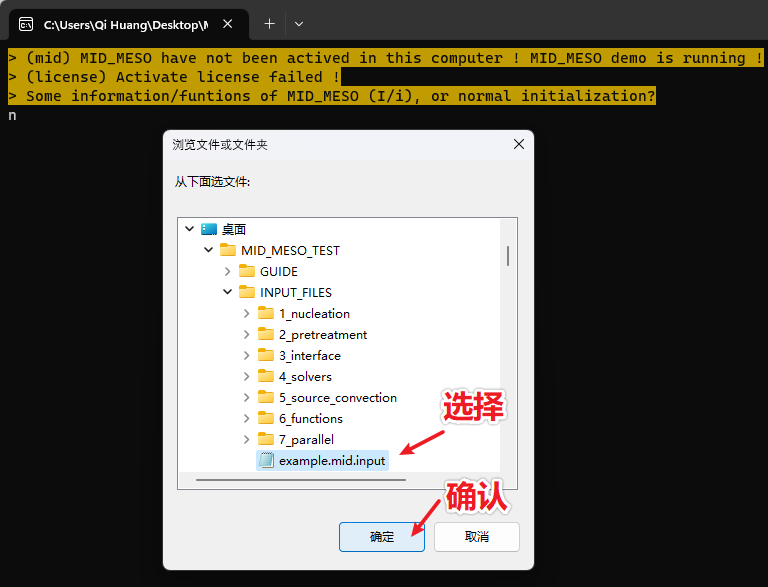 C:\Users\Qi Huang\Desktop\M
> (mid) MID_MESO have not been actived in this computer ! MID_MESO demo is running !
> (license) Activate license failed !
> Some information/funtions of MID_MESO (I/i), or normal initialization?
n
浏览文件或文件夹
从下面选文件:
桌面
MID_MESO_TEST
GUIDE
INPUT_FILES
1_nucleation
2_pretreatment
3_interface
4_solvers
5_source_convection
6_functions
7_parallel
example.mid.input
选择
确认
确定
取消